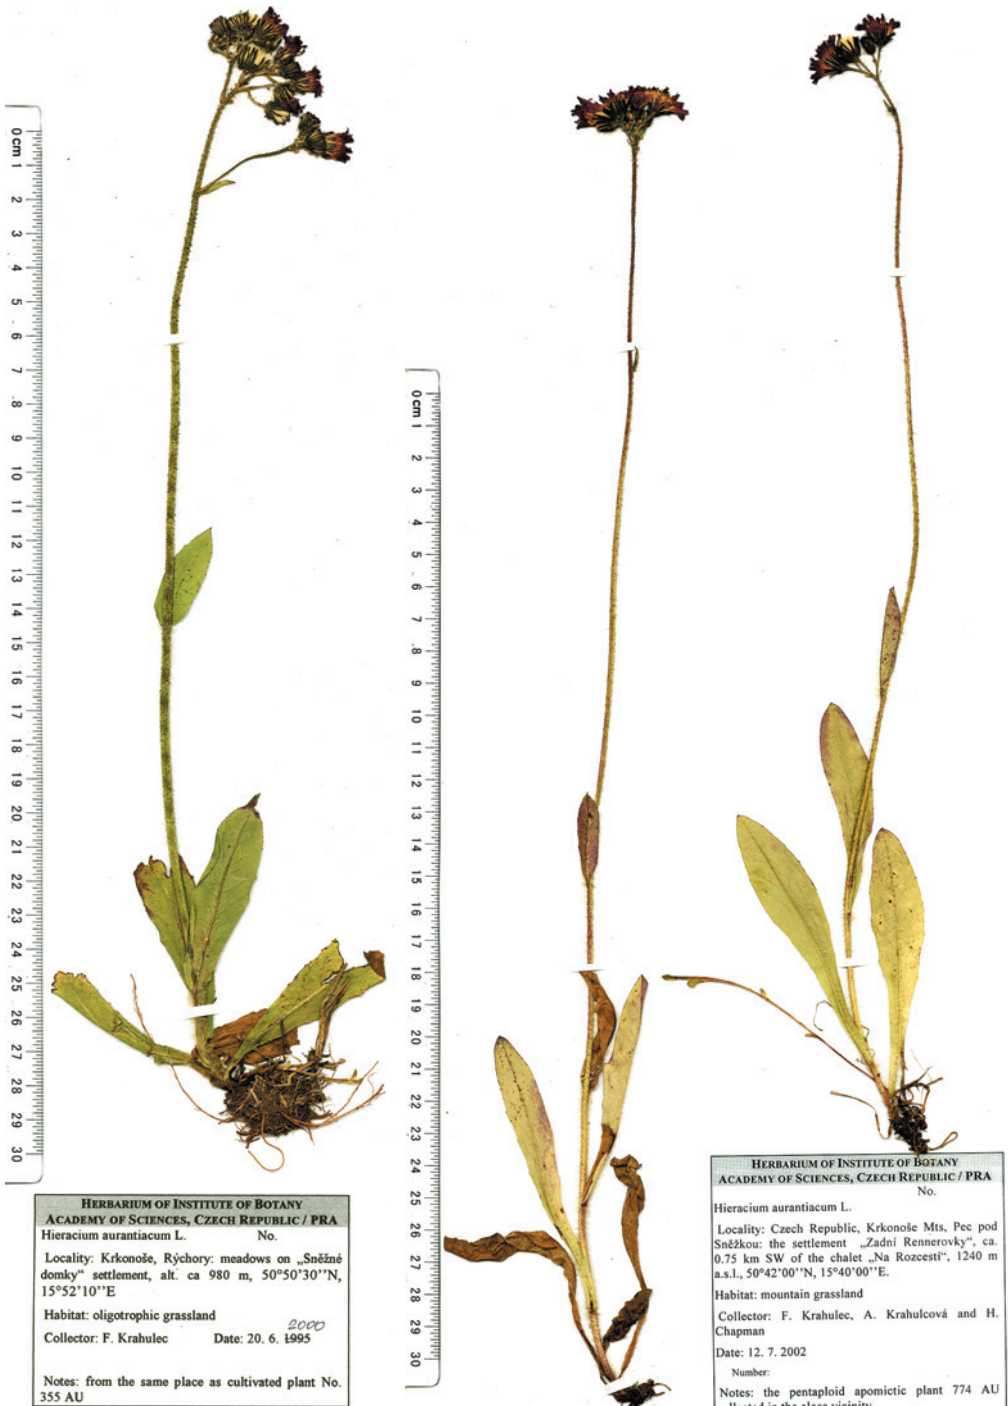 0 cm 1
2
3
4
5
6
7
8
9
10
11
12
13
14
15
16
17
18
19
20
21
22
23
24
25
26
27
28
29
30
HERBARIUM OF INSTITUTE OF BOTANY
ACADEMY OF SCIENCES, CZECH REPUBLIC / PRA
Hieracium aurantiacum L. No.
Locality: Krkonoše, Rýchory: meadows on „Sněžné
domky“ settlement, alt. ca 980 m, 50°50'30''N,
15°52'10''E
Habitat: oligotrophic grassland
2000
Collector: F. Krahulec Date: 20. 6. 1995
Notes: from the same place as cultivated plant No.
355 AU
0 cm 1
2
3
4
5
6
7
8
9
10
11
12
13
14
15
16
17
18
19
20
21
22
23
24
25
26
27
28
29
30
HERBARIUM OF INSTITUTE OF BOTANY
ACADEMY OF SCIENCES, CZECH REPUBLIC / PRA
No.
Hieracium aurantiacum L.
Locality: Czech Republic, Krkonoše Mts, Pec pod
Sněžkou: the settlement „Zadní Rennerovky“, ca.
0.75 km SW of the chalet „Na Rozcestí“, 1240 m
a.s.l., 50°42'00''N, 15°40'00''E.
Habitat: mountain grassland
Collector: F. Krahulec, A. Krahulcová and H.
Chapman
Date: 12. 7. 2002
Number:
Notes: the pentaploid apomictic plant 774 AU
collected in the close vicinity